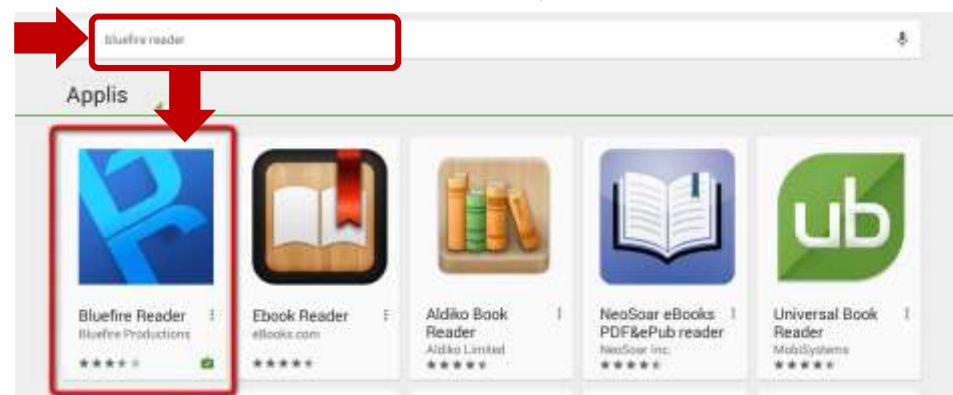 bluefire reader
Applis
Bluefire Reader
Bluefire Productions
Ebook Reader
eBooks.com
Aldiko Book
Reader
Aldiko Limited
NeoSoar eBooks
PDF&ePub reader
NeoSoar Inc.
ub
Universal Book
Reader
MobiSystems